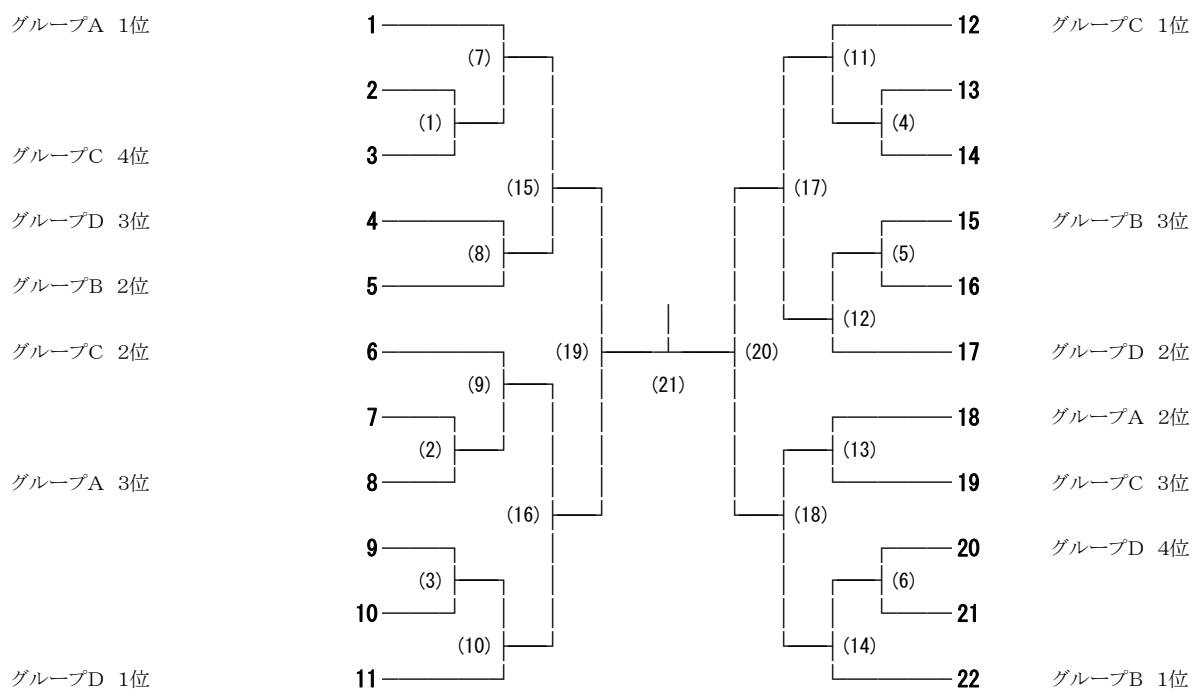 グループA 1位 1 12 グループC 1位
(7) (11)
2 13
(1) (4)
グループC 4位 3 14
(15) (17)
グループD 3位 4 15 グループB 3位
(8) (5)
グループB 2位 5 16
(12)
グループC 2位 6 (19) (20) 17 グループD 2位
(9) (21)
7 18 グループA 2位
(2) (13)
グループA 3位 8 19 グループC 3位
(16) (18)
9 20 グループD 4位
(3) (6)
10 21
(10) (14)
グループD 1位 11 22 グループB 1位